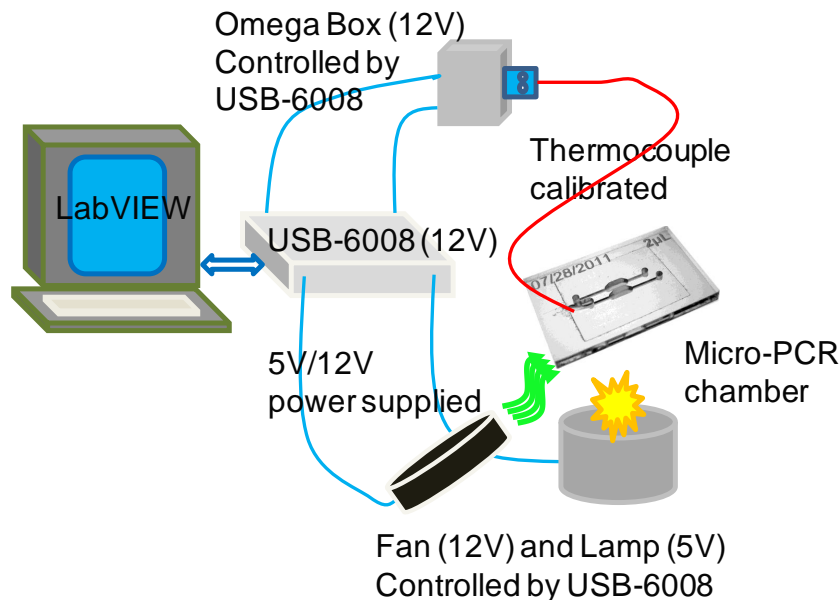 Omega Box (12V)
Controlled by
USB-6008
Thermocouple
calibrated
LabVIEW
USB-6008 (12V)
07/28/2011
2µL
5V/12V
power supplied
Micro-PCR
chamber
Fan (12V) and Lamp (5V)
Controlled by USB-6008